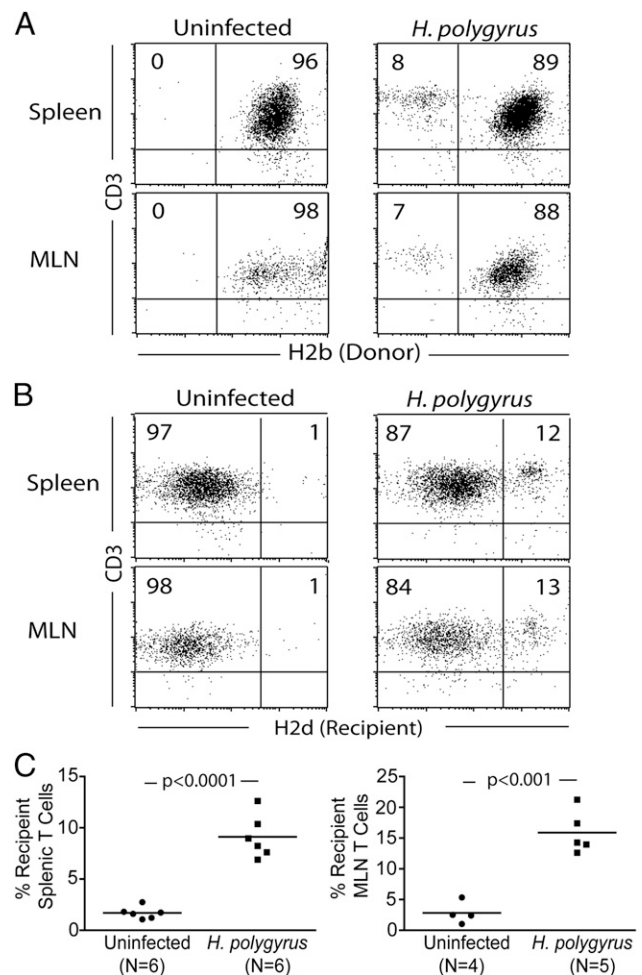 A
Uninfected
H. polygyrus
Spleen
0
96
8
89
CD3
MLN
0
98
7
88
H2b (Donor)
B
Uninfected
H. polygyrus
Spleen
97
1
87
12
CD3
MLN
98
1
84
13
H2d (Recipient)
C
15
10
5
0
% Recipeint
Splenic T Cells
p<0.0001
Uninfected
(N=6)
H. polygyrus
(N=6)
25
20
15
10
5
0
% Recipient
MLN T Cells
p<0.001
Uninfected
(N=4)
H. polygyrus
(N=5)